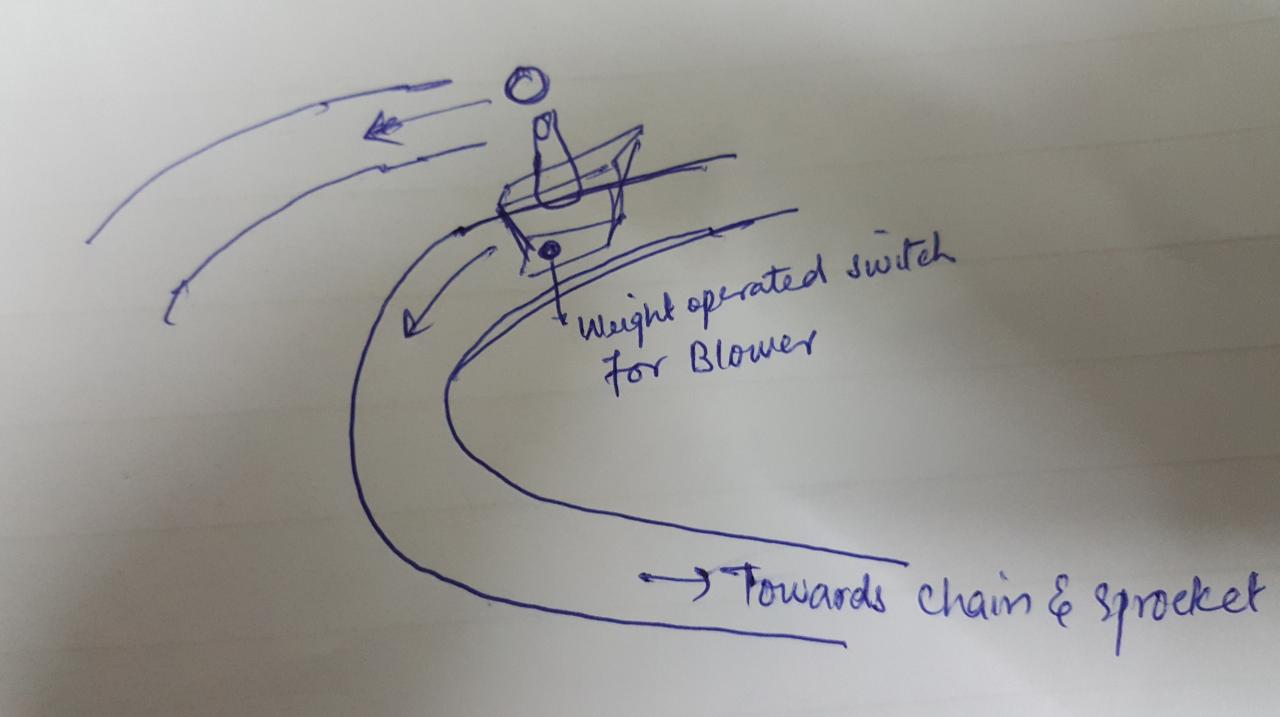 Weight operated switch
For Blower
Towards chain & sprocket